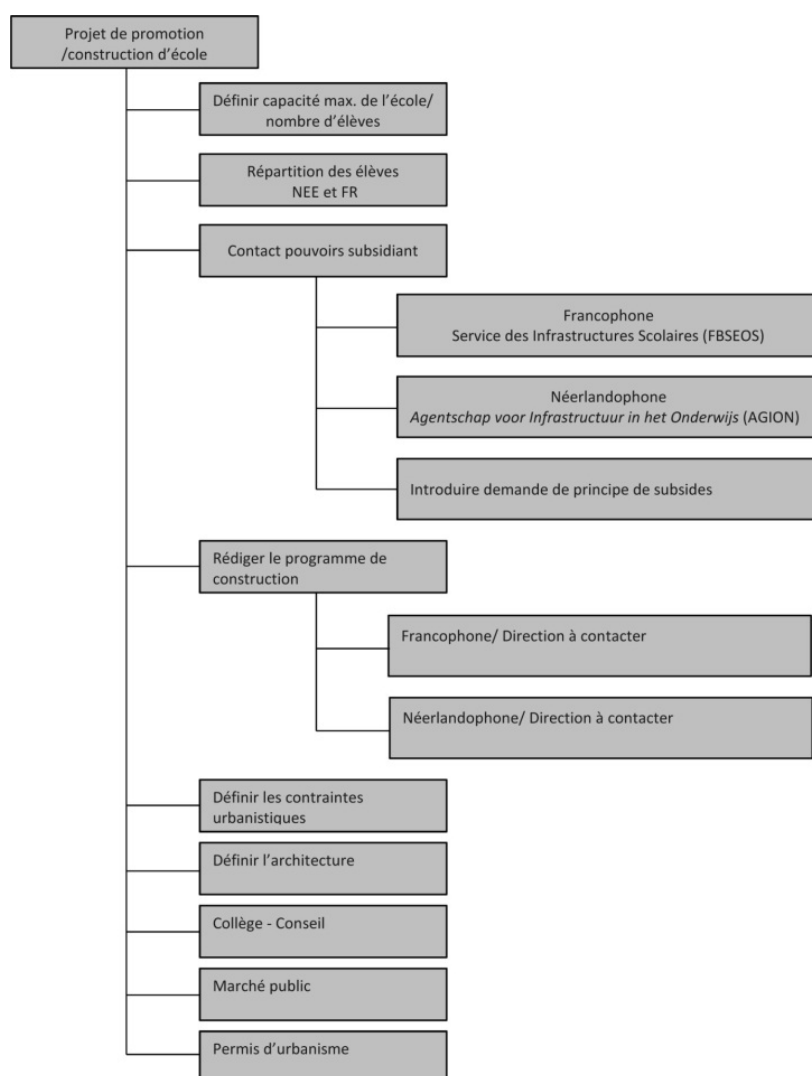 Projet de promotion
/construction d'école
Définir capacité max. de l'école/
nombre d'élèves
Répartition des élèves
NEE et FR
Contact pouvoirs subsidiant
Francophone
Service des Infrastructures Scolaires (FBSEOS)
Néerlandophone
Agentschap voor Infrastructuur in het Onderwijs (AGION)
Introduire demande de principe de subsides
Rédiger le programme de
construction
Francophone/ Direction à contacter
Néerlandophone/ Direction à contacter
Définir les contraintes
urbanistiques
Définir l'architecture
Collège - Conseil
Marché public
Permis d'urbanisme